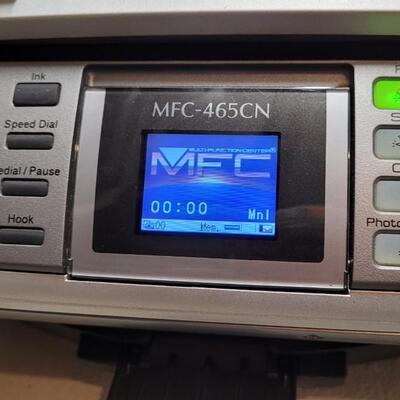 Ink
Speed Dial
edial / Pause
Hook
MFC-465CN
MULTI-FUNCTION CENTER®
MFC
00:00 Mnl
Mem.
Photo